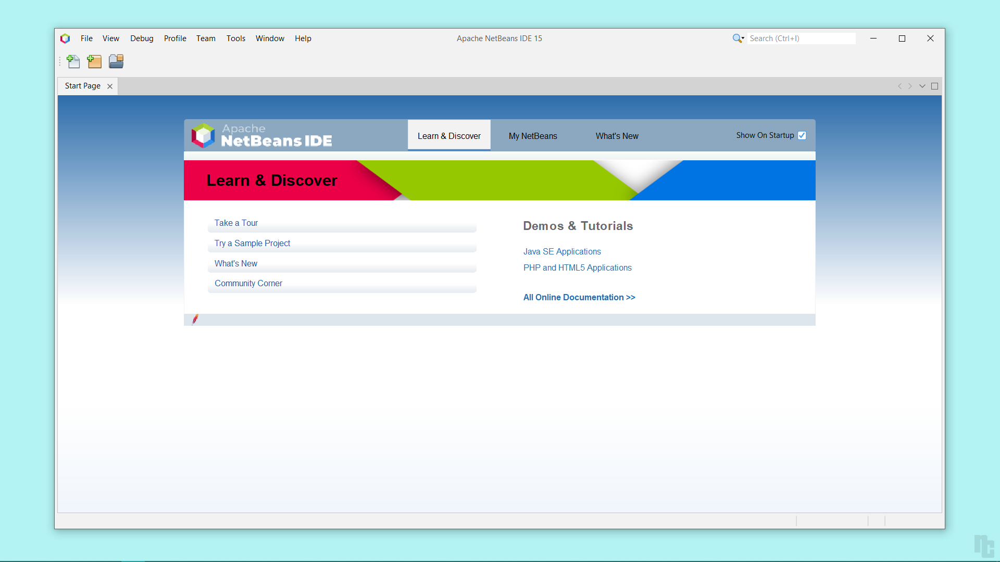 File View Debug Profile Team Tools Window Help
Apache NetBeans IDE 15
Search (Ctrl+I)
Start Page
Apache
NetBeans IDE
Learn & Discover
My NetBeans
What's New
Show On Startup
Learn & Discover
Take a Tour
Try a Sample Project
What's New
Community Corner
Demos & Tutorials
Java SE Applications
PHP and HTML5 Applications
All Online Documentation >>